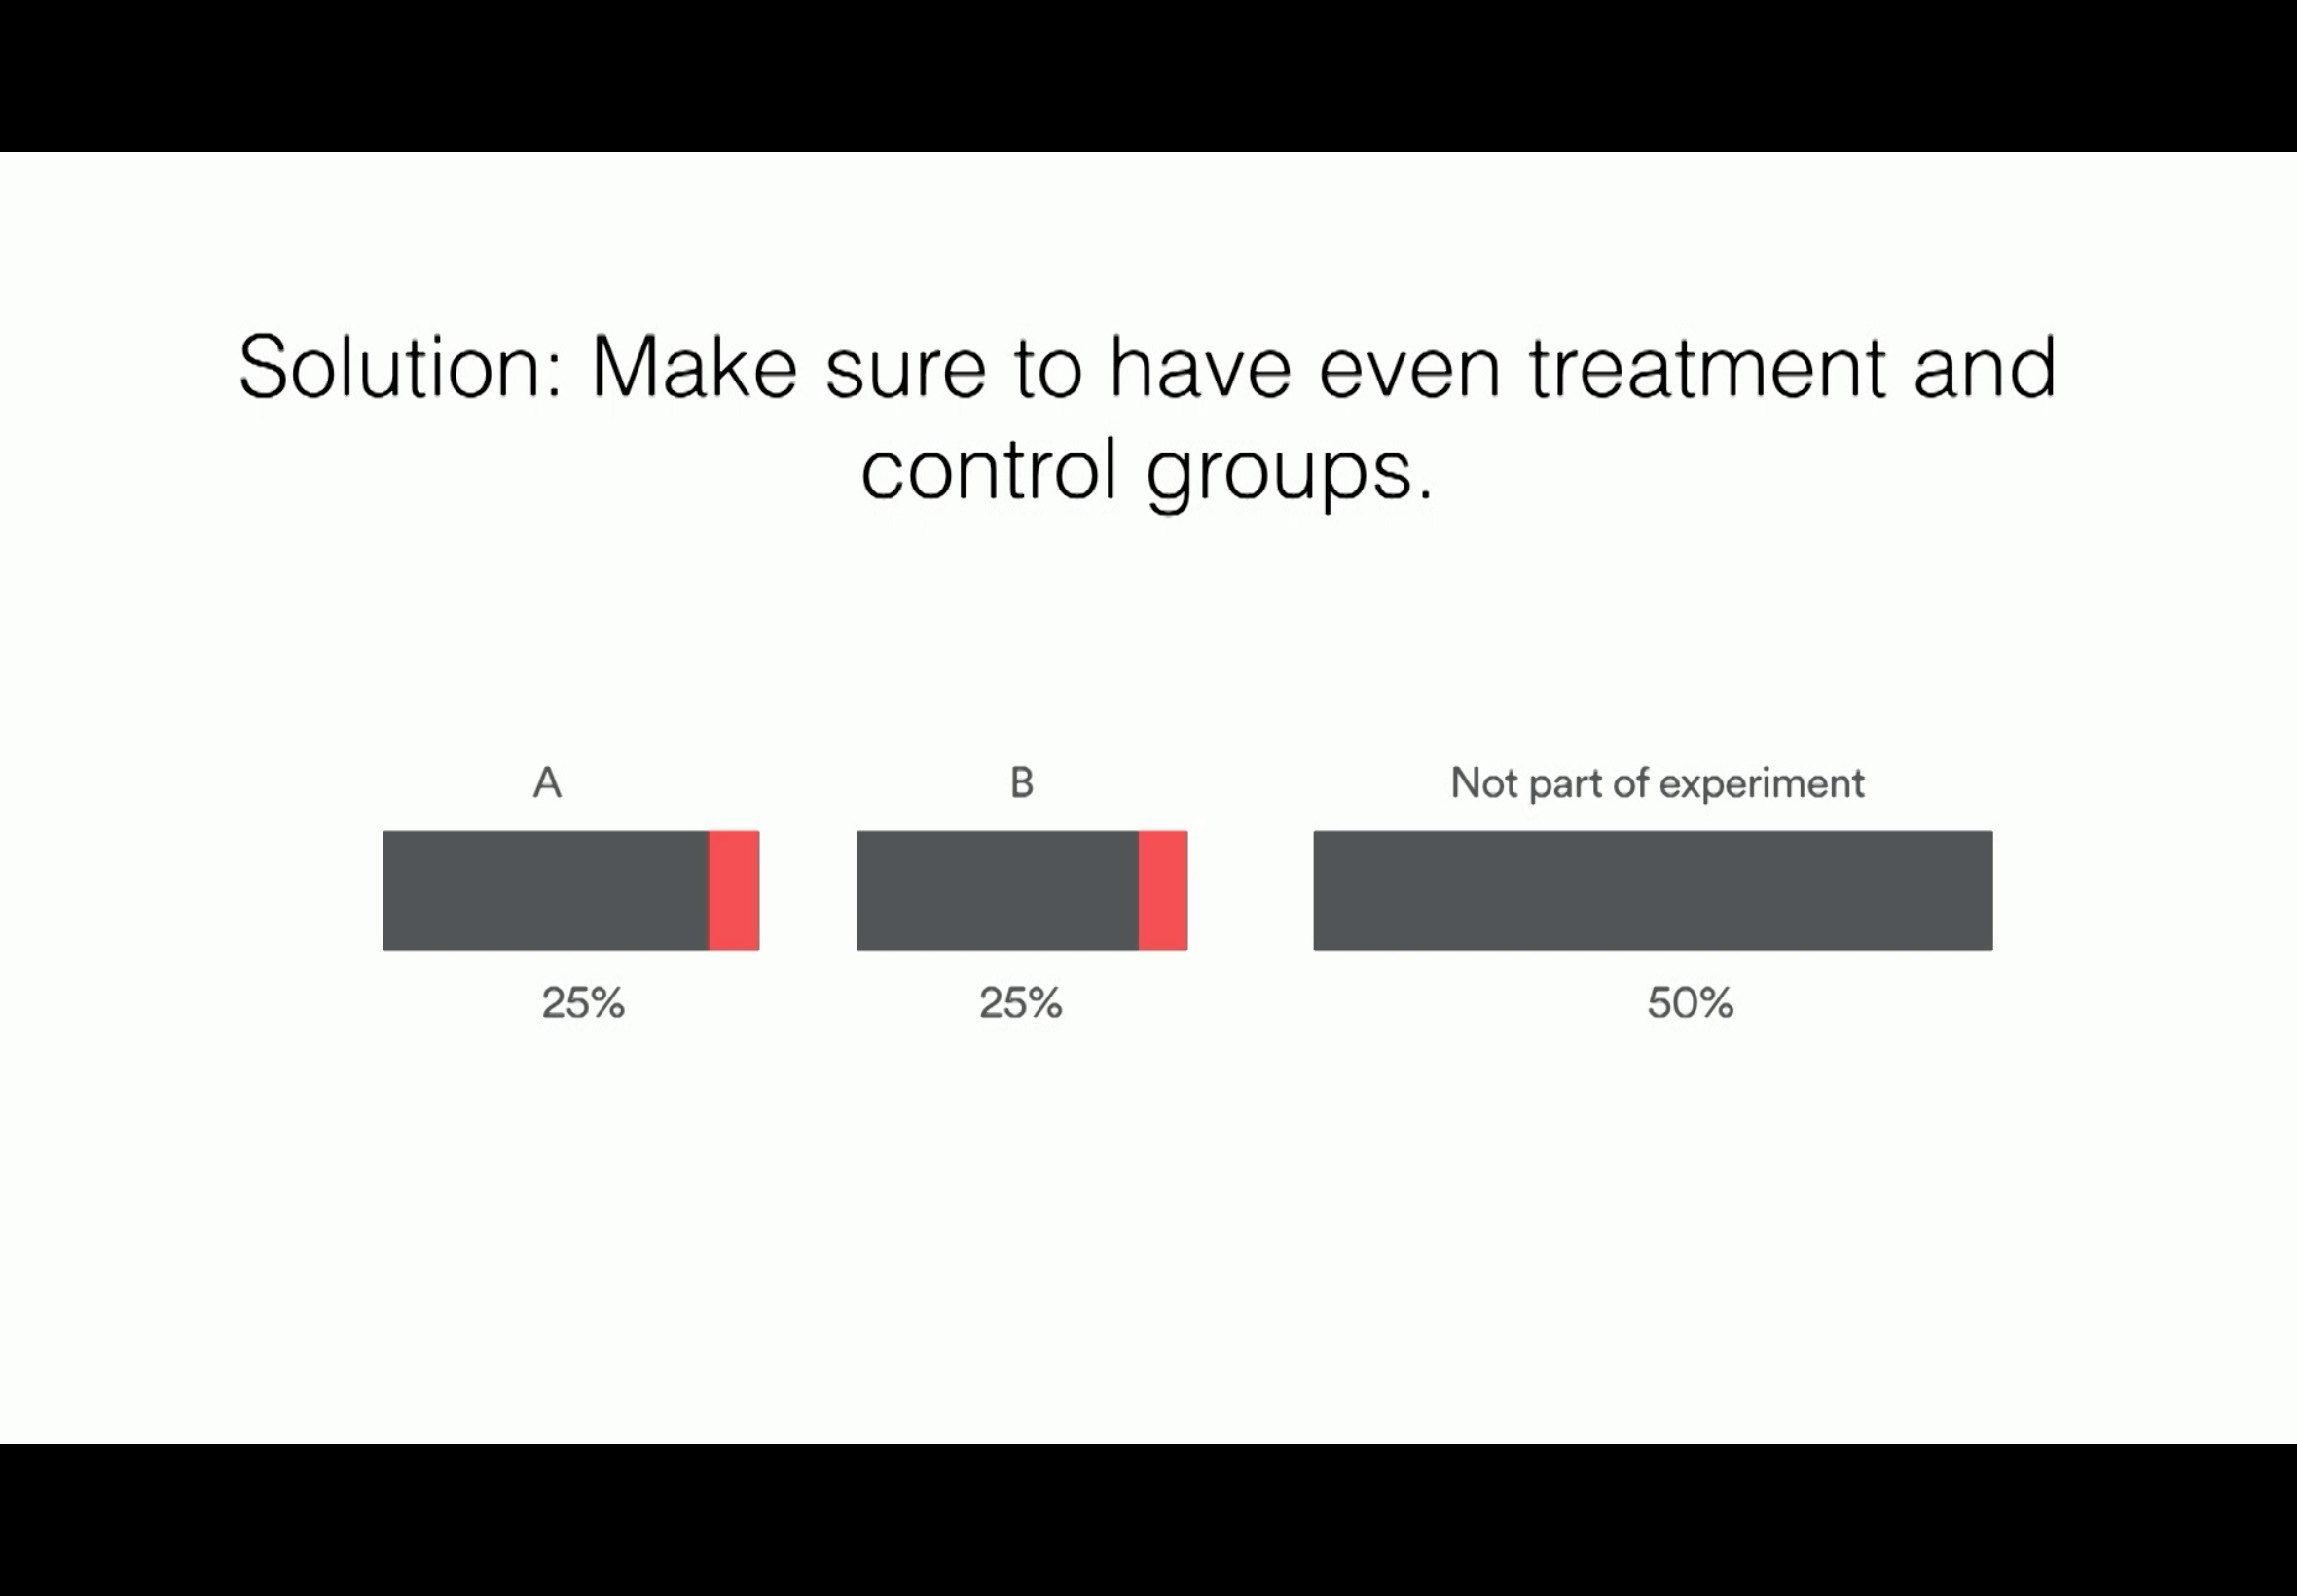 Solution: Make sure to have even treatment and
control groups.
A B Not part of experiment
25% 25% 50%